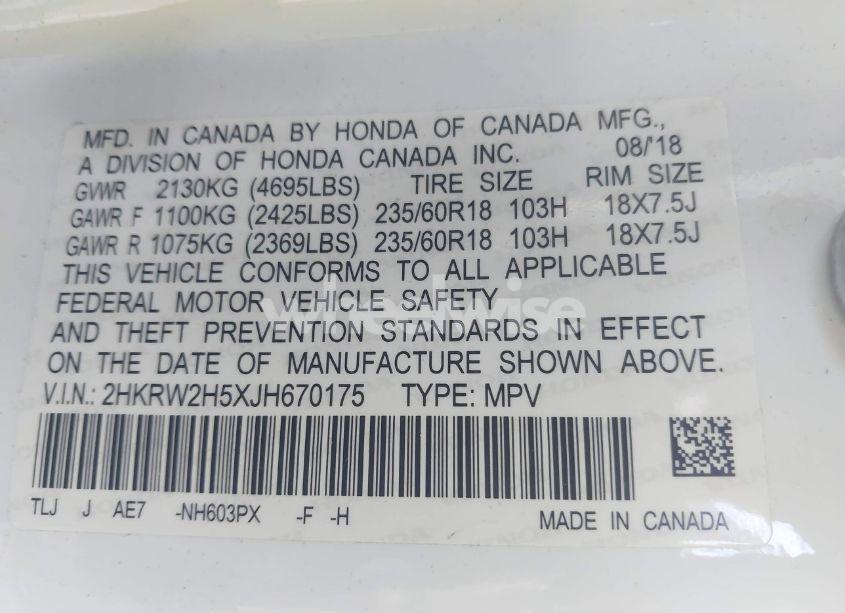 MFD. IN CANADA BY HONDA OF CANADA MFG.,
A DIVISION OF HONDA CANADA INC. 08/'18
GVWR 2130KG (4695LBS) TIRE SIZE RIM SIZE
GAWR F 1100KG (2425LBS) 235/60R18 103H 18X7.5J
GAWR R 1075KG (2369LBS) 235/60R18 103H 18X7.5J
THIS VEHICLE CONFORMS TO ALL APPLICABLE
FEDERAL MOTOR VEHICLE SAFETY
AND THEFT PREVENTION STANDARDS IN EFFECT
ON THE DATE OF MANUFACTURE SHOWN ABOVE.
V.I.N.: 2HKRW2H5XJH670175 TYPE: MPV
TLJ J AE7 -NH603PX -F -H MADE IN CANADA